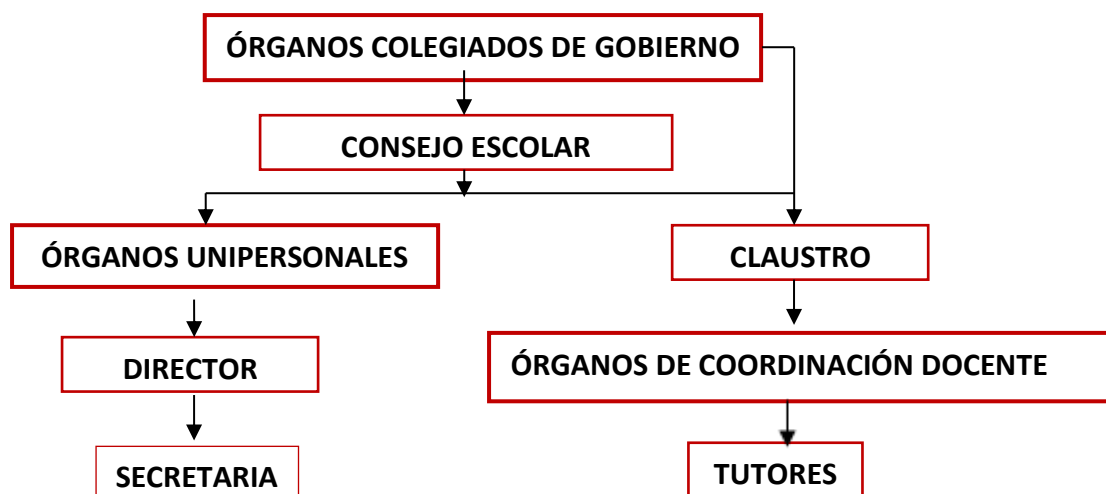 ÓRGANOS COLEGIADOS DE GOBIERNO
CONSEJO ESCOLAR
ÓRGANOS UNIPERSONALES
CLAUSTRO
DIRECTOR
ÓRGANOS DE COORDINACIÓN DOCENTE
SECRETARIA
TUTORES